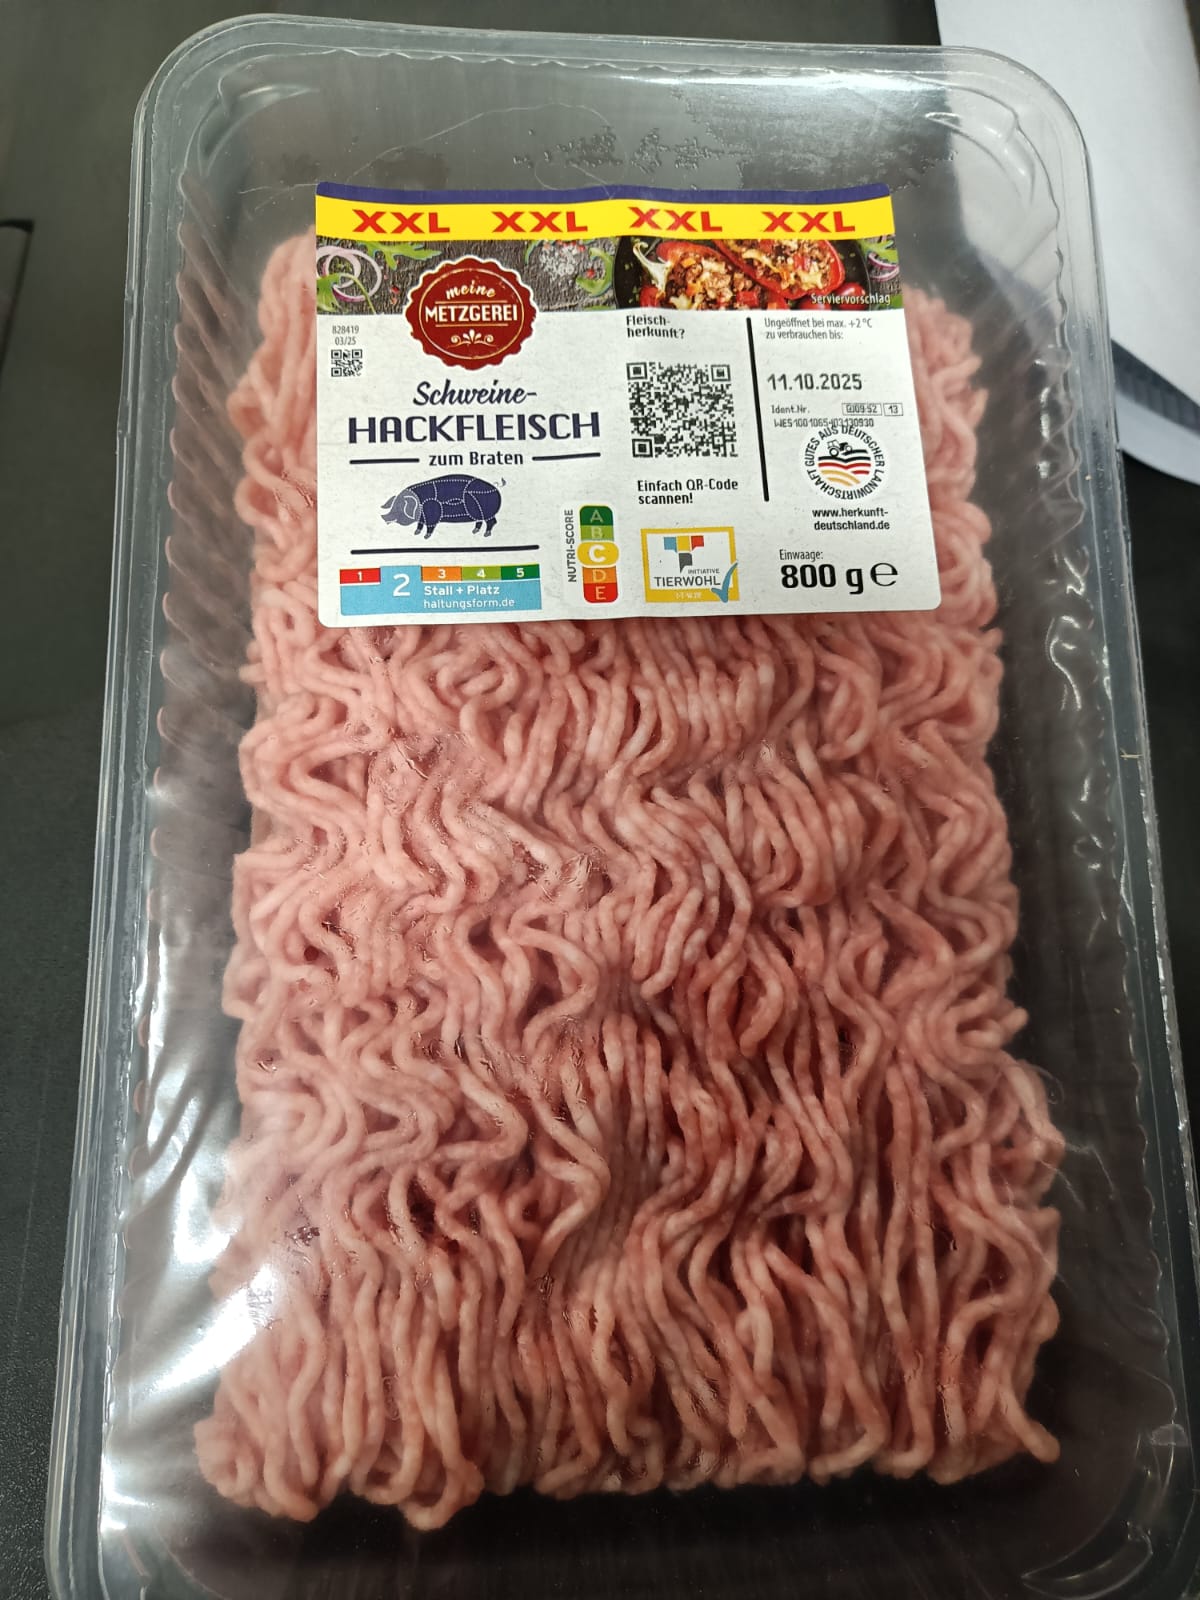 XXL XXL XXL XXL
meine
METZGEREI
Serviervorschlag
828419
03/25
Schweine-
HACKFLEISCH
zum Braten
1 2 3 4 5
Stall + Platz
haltungsform.de
NUTRI-SCORE
A
B
C
D
E
Fleisch-
herkunft?
Einfach QR-Code
scannen!
INITIATIVE
TIERWOHL
Ungeöffnet bei max. +2°C
zu verbrauchen bis:
11.10.2025
Ident.Nr.
13
GUTES AUS DEUTSCHER LANDWIRTSCHAFT
www.herkunft-
deutschland.de
Einwaage:
800 g ℮